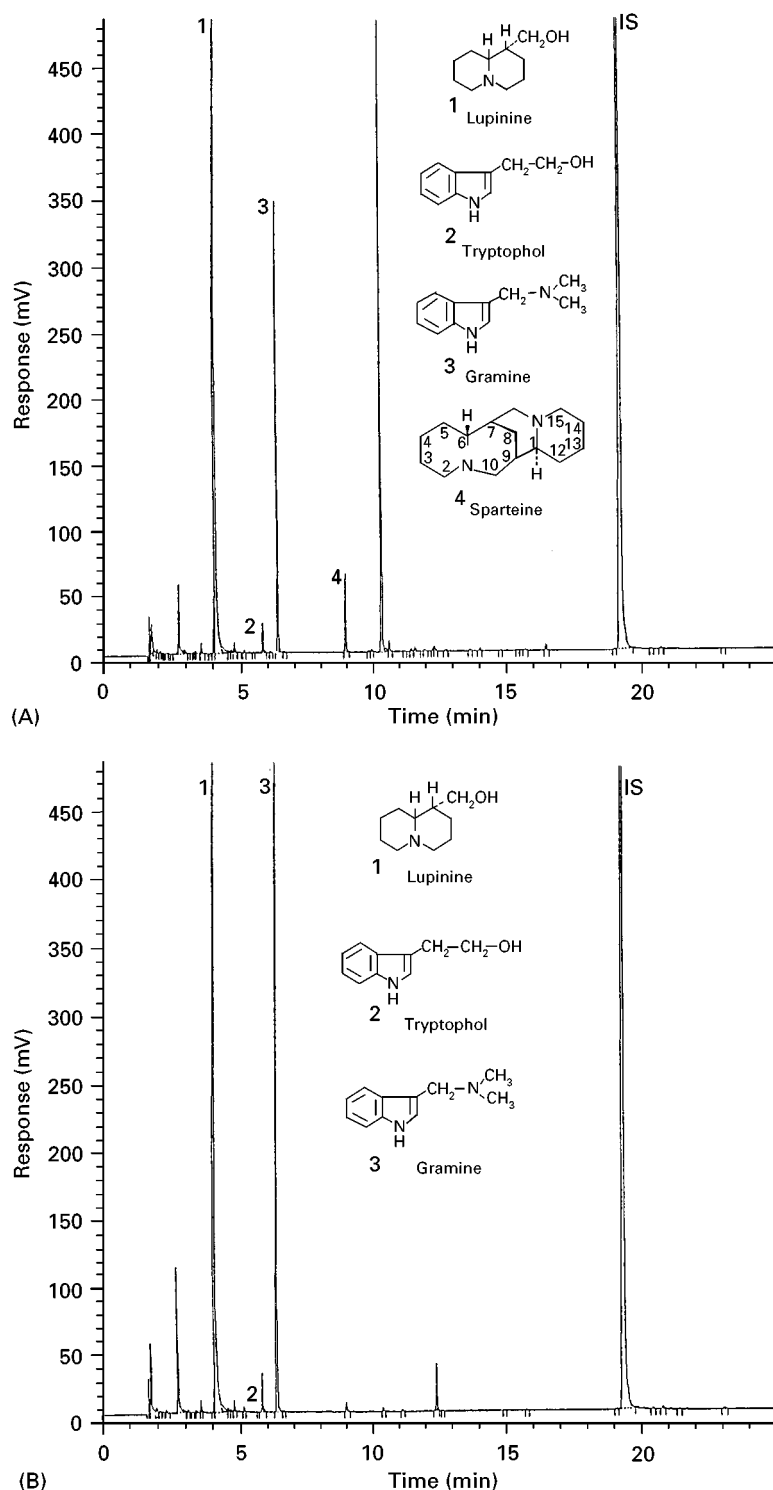 1
IS
450
400
350
300
250
200
150
100
50
0
Response (mV)
H H CH2OH
N
1 Lupinine
CH2-CH2-OH
N
H
2 Tryptophol
3
CH2-N CH3
CH3
N
H
3 Gramine
H
5 6 7 8 N 15 14
4 3 2 N 10 9 1 12 13
H
4 Sparteine
2
4
0 5 10 15 20
Time (min)
(A)
1
3
IS
450
400
350
300
250
200
150
100
50
0
Response (mV)
H H CH2OH
N
1 Lupinine
CH2-CH2-OH
N
H
2 Tryptophol
CH2-N CH3
CH3
N
H
3 Gramine
2
0 5 10 15 20
Time (min)
(B)